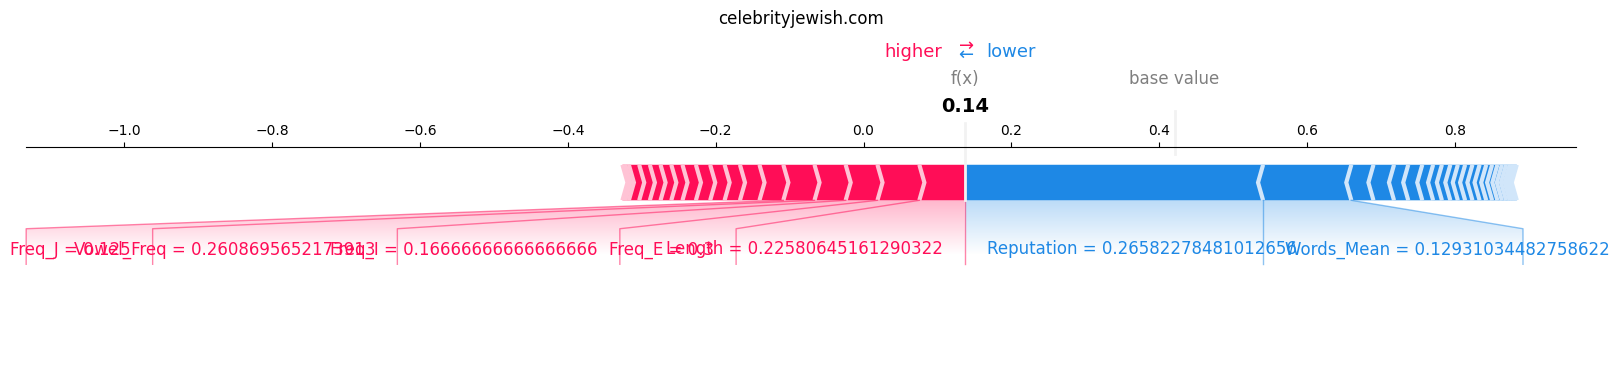 celebrityjewish.com
higher → ← lower
f(x) base value
0.14
−1.0 −0.8 −0.6 −0.4 −0.2 0.0 0.2 0.4 0.6 0.8
Freq_J = 0.125 Vowel_Freq = 0.2608695652173913 Freq_I = 0.16666666666666666 Freq_E = 0.3 Length = 0.22580645161290322 Reputation = 0.26582278481012656 Words_Mean = 0.12931034482758622